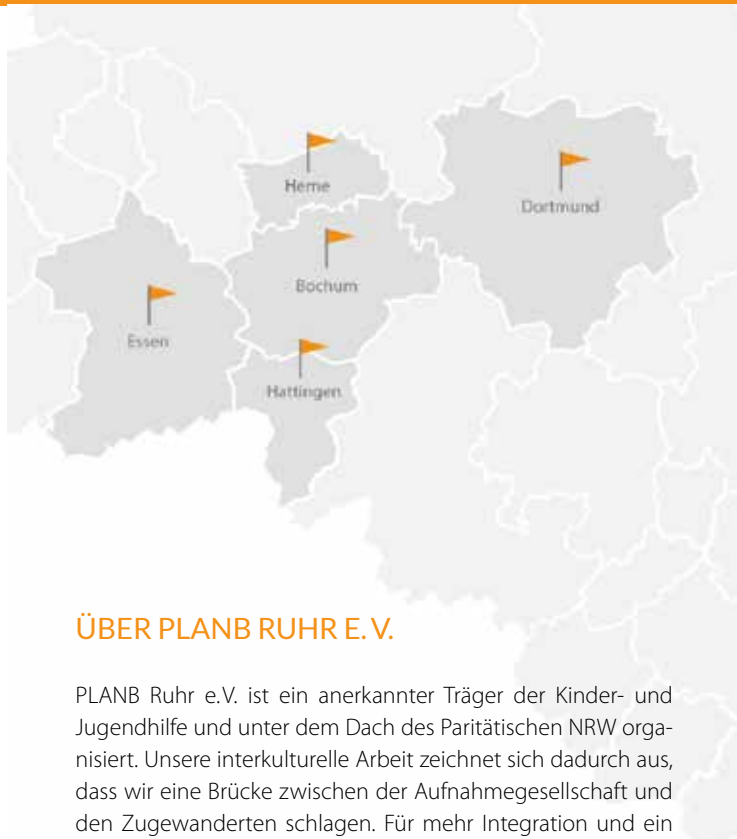 Herne
Dortmund
Bochum
Essen
Hattingen
ÜBER PLANB RUHR E. V.
PLANB Ruhr e.V. ist ein anerkannter Träger der Kinder- und
Jugendhilfe und unter dem Dach des Paritätischen NRW orga-
nisiert. Unsere interkulturelle Arbeit zeichnet sich dadurch aus,
dass wir eine Brücke zwischen der Aufnahmegesellschaft und
den Zugewanderten schlagen. Für mehr Integration und ein